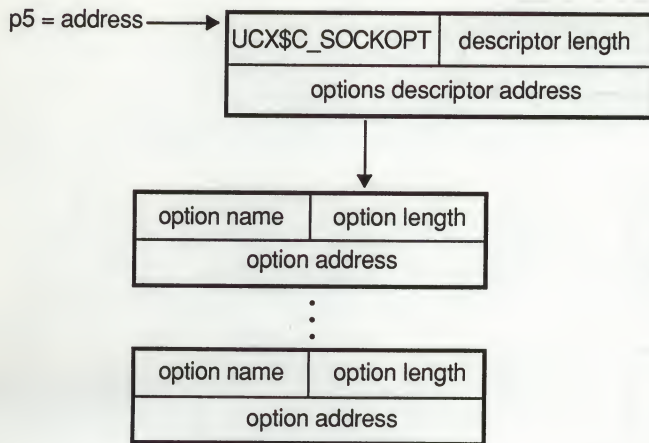 p5 = address
UCX$C_SOCKOPT descriptor length
options descriptor address
option name option length
option address
option name option length
option address